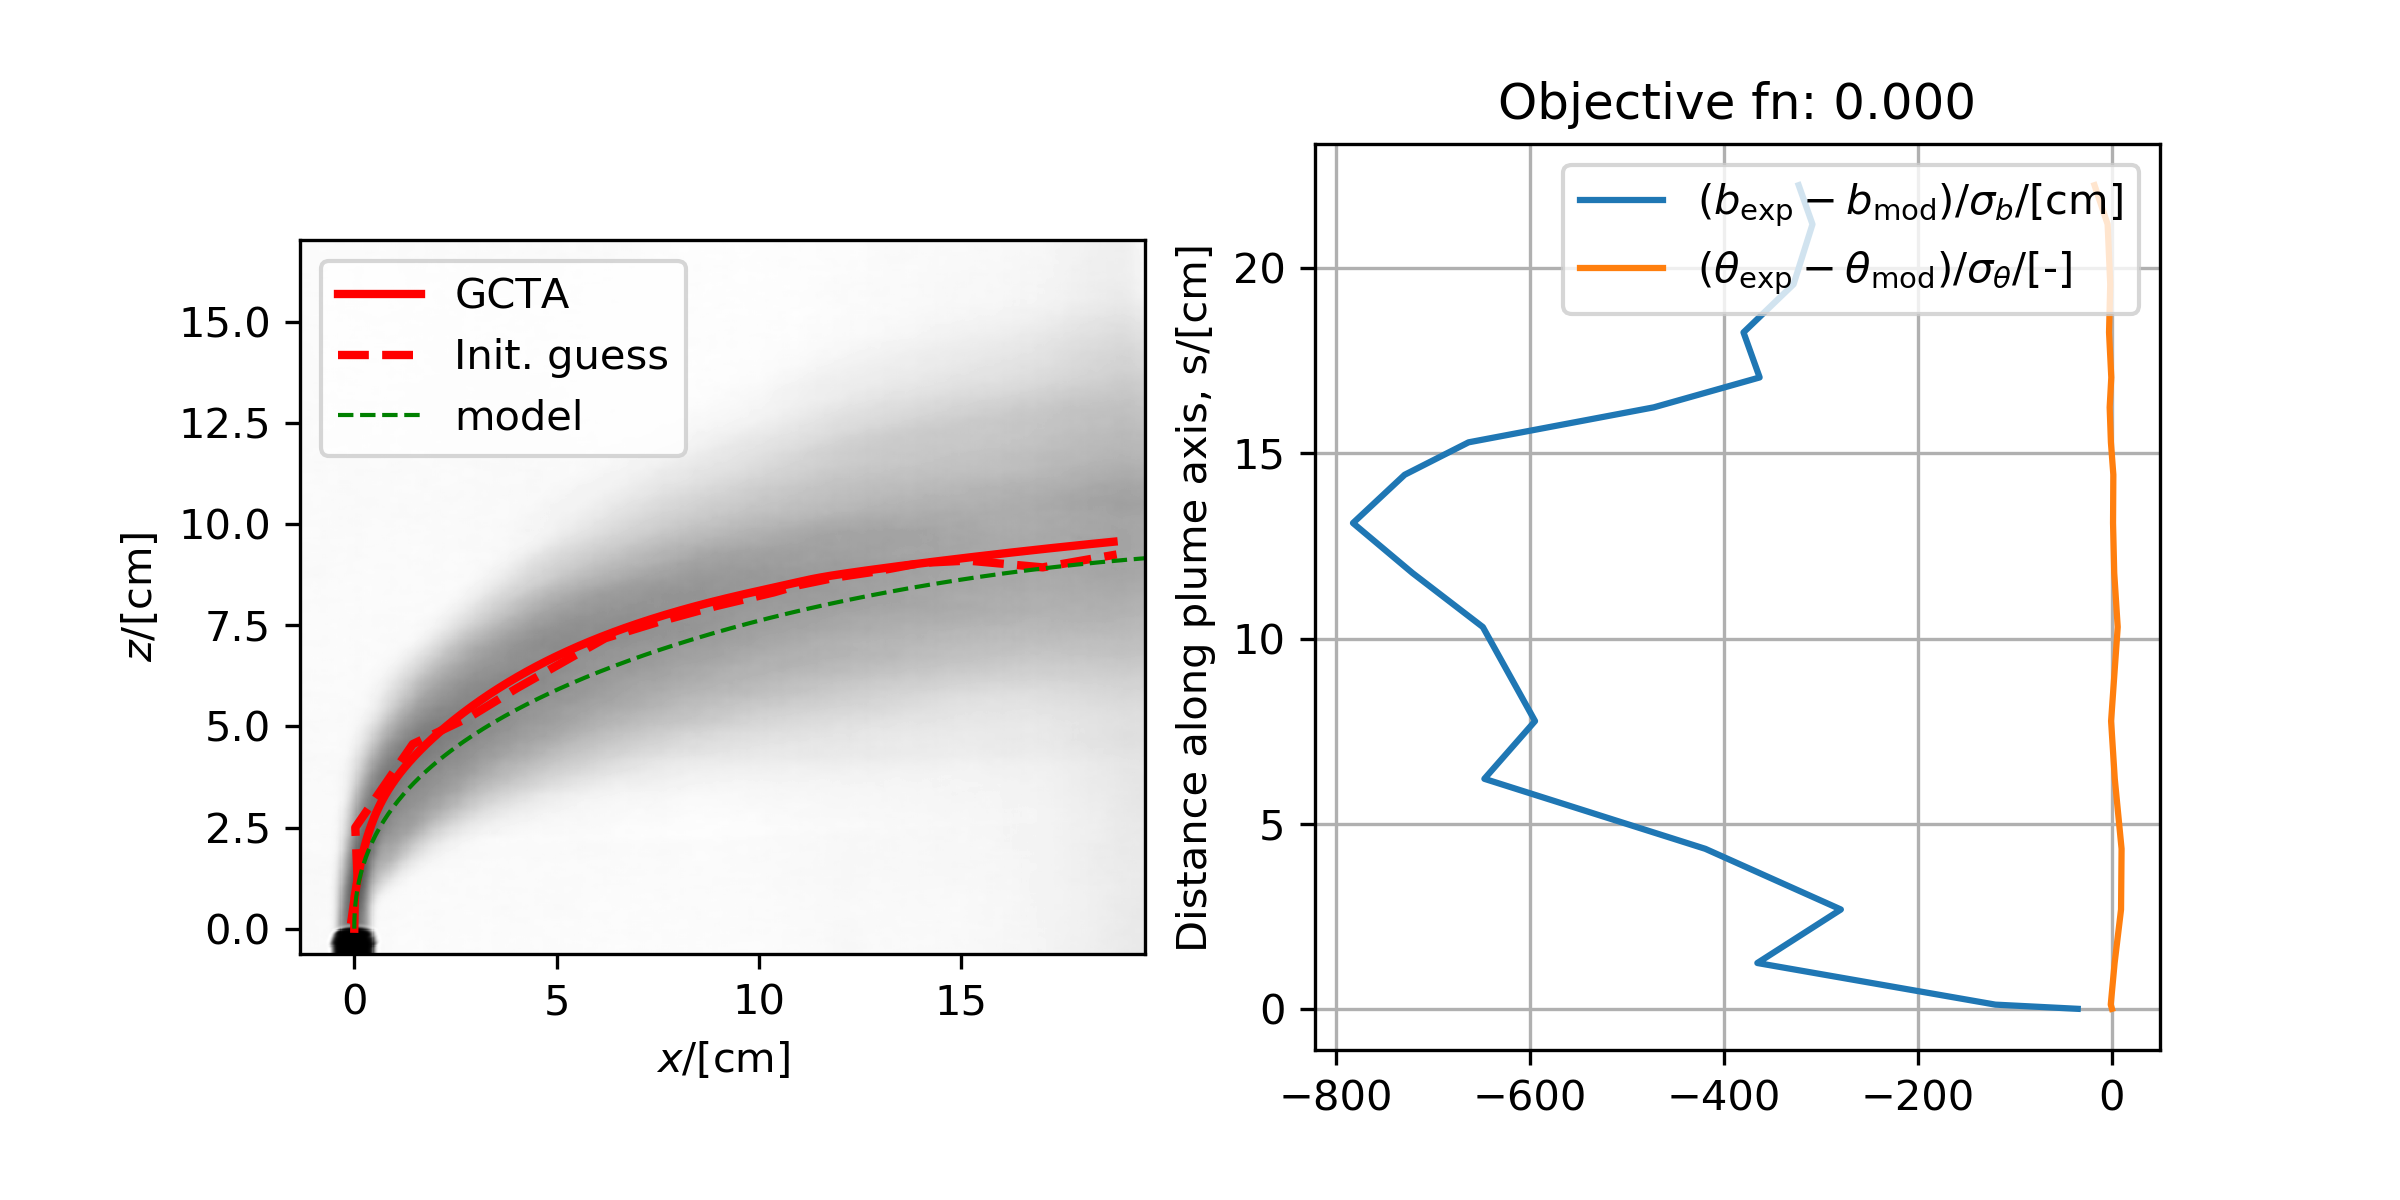 Objective fn: 0.000
GCTA
Init. guess
model
15.0
12.5
10.0
7.5
5.0
2.5
0.0
z/[cm]
0
5
10
15
x/[cm]
(b_exp − b_mod)/σ_b/[cm]
(θ_exp − θ_mod)/σ_θ/[-]
Distance along plume axis, s/[cm]
20
15
10
5
0
−800
−600
−400
−200
0